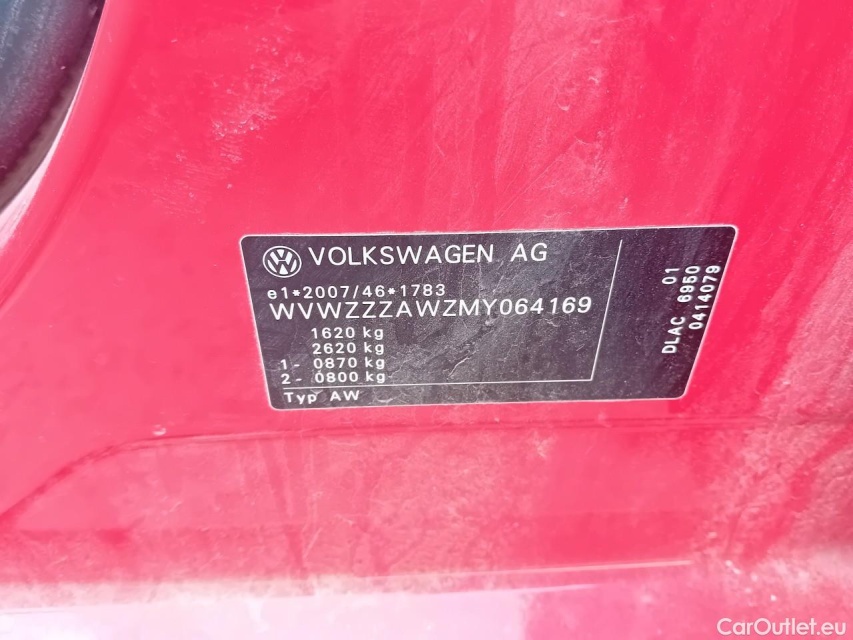 VOLKSWAGEN AG
e1*2007/46*1783
WVWZZZAWZMY064169
1620 kg
2620 kg
1- 0870 kg
2- 0800 kg
Typ AW
01
DLAC 6950
0414079
CarOutlet.eu